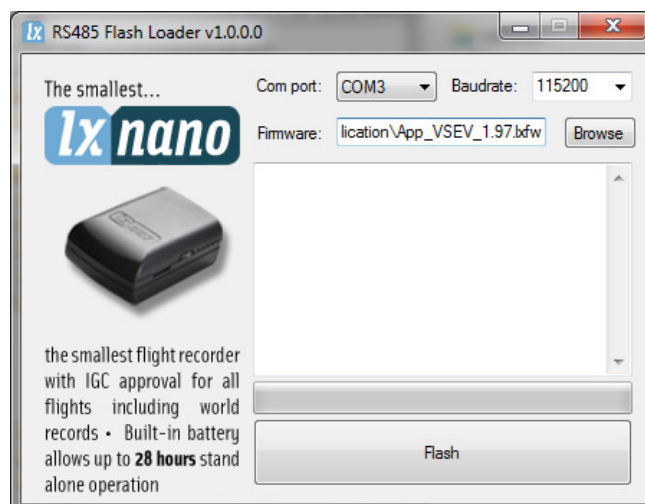 lx RS485 Flash Loader v1.0.0.0
The smallest...
lx nano
Com port: COM3 Baudrate: 115200
Firmware: lication\App_VSEV_1.97.lxfw Browse
the smallest flight recorder
with IGC approval for all
flights including world
records • Built-in battery
allows up to 28 hours stand
alone operation
Flash